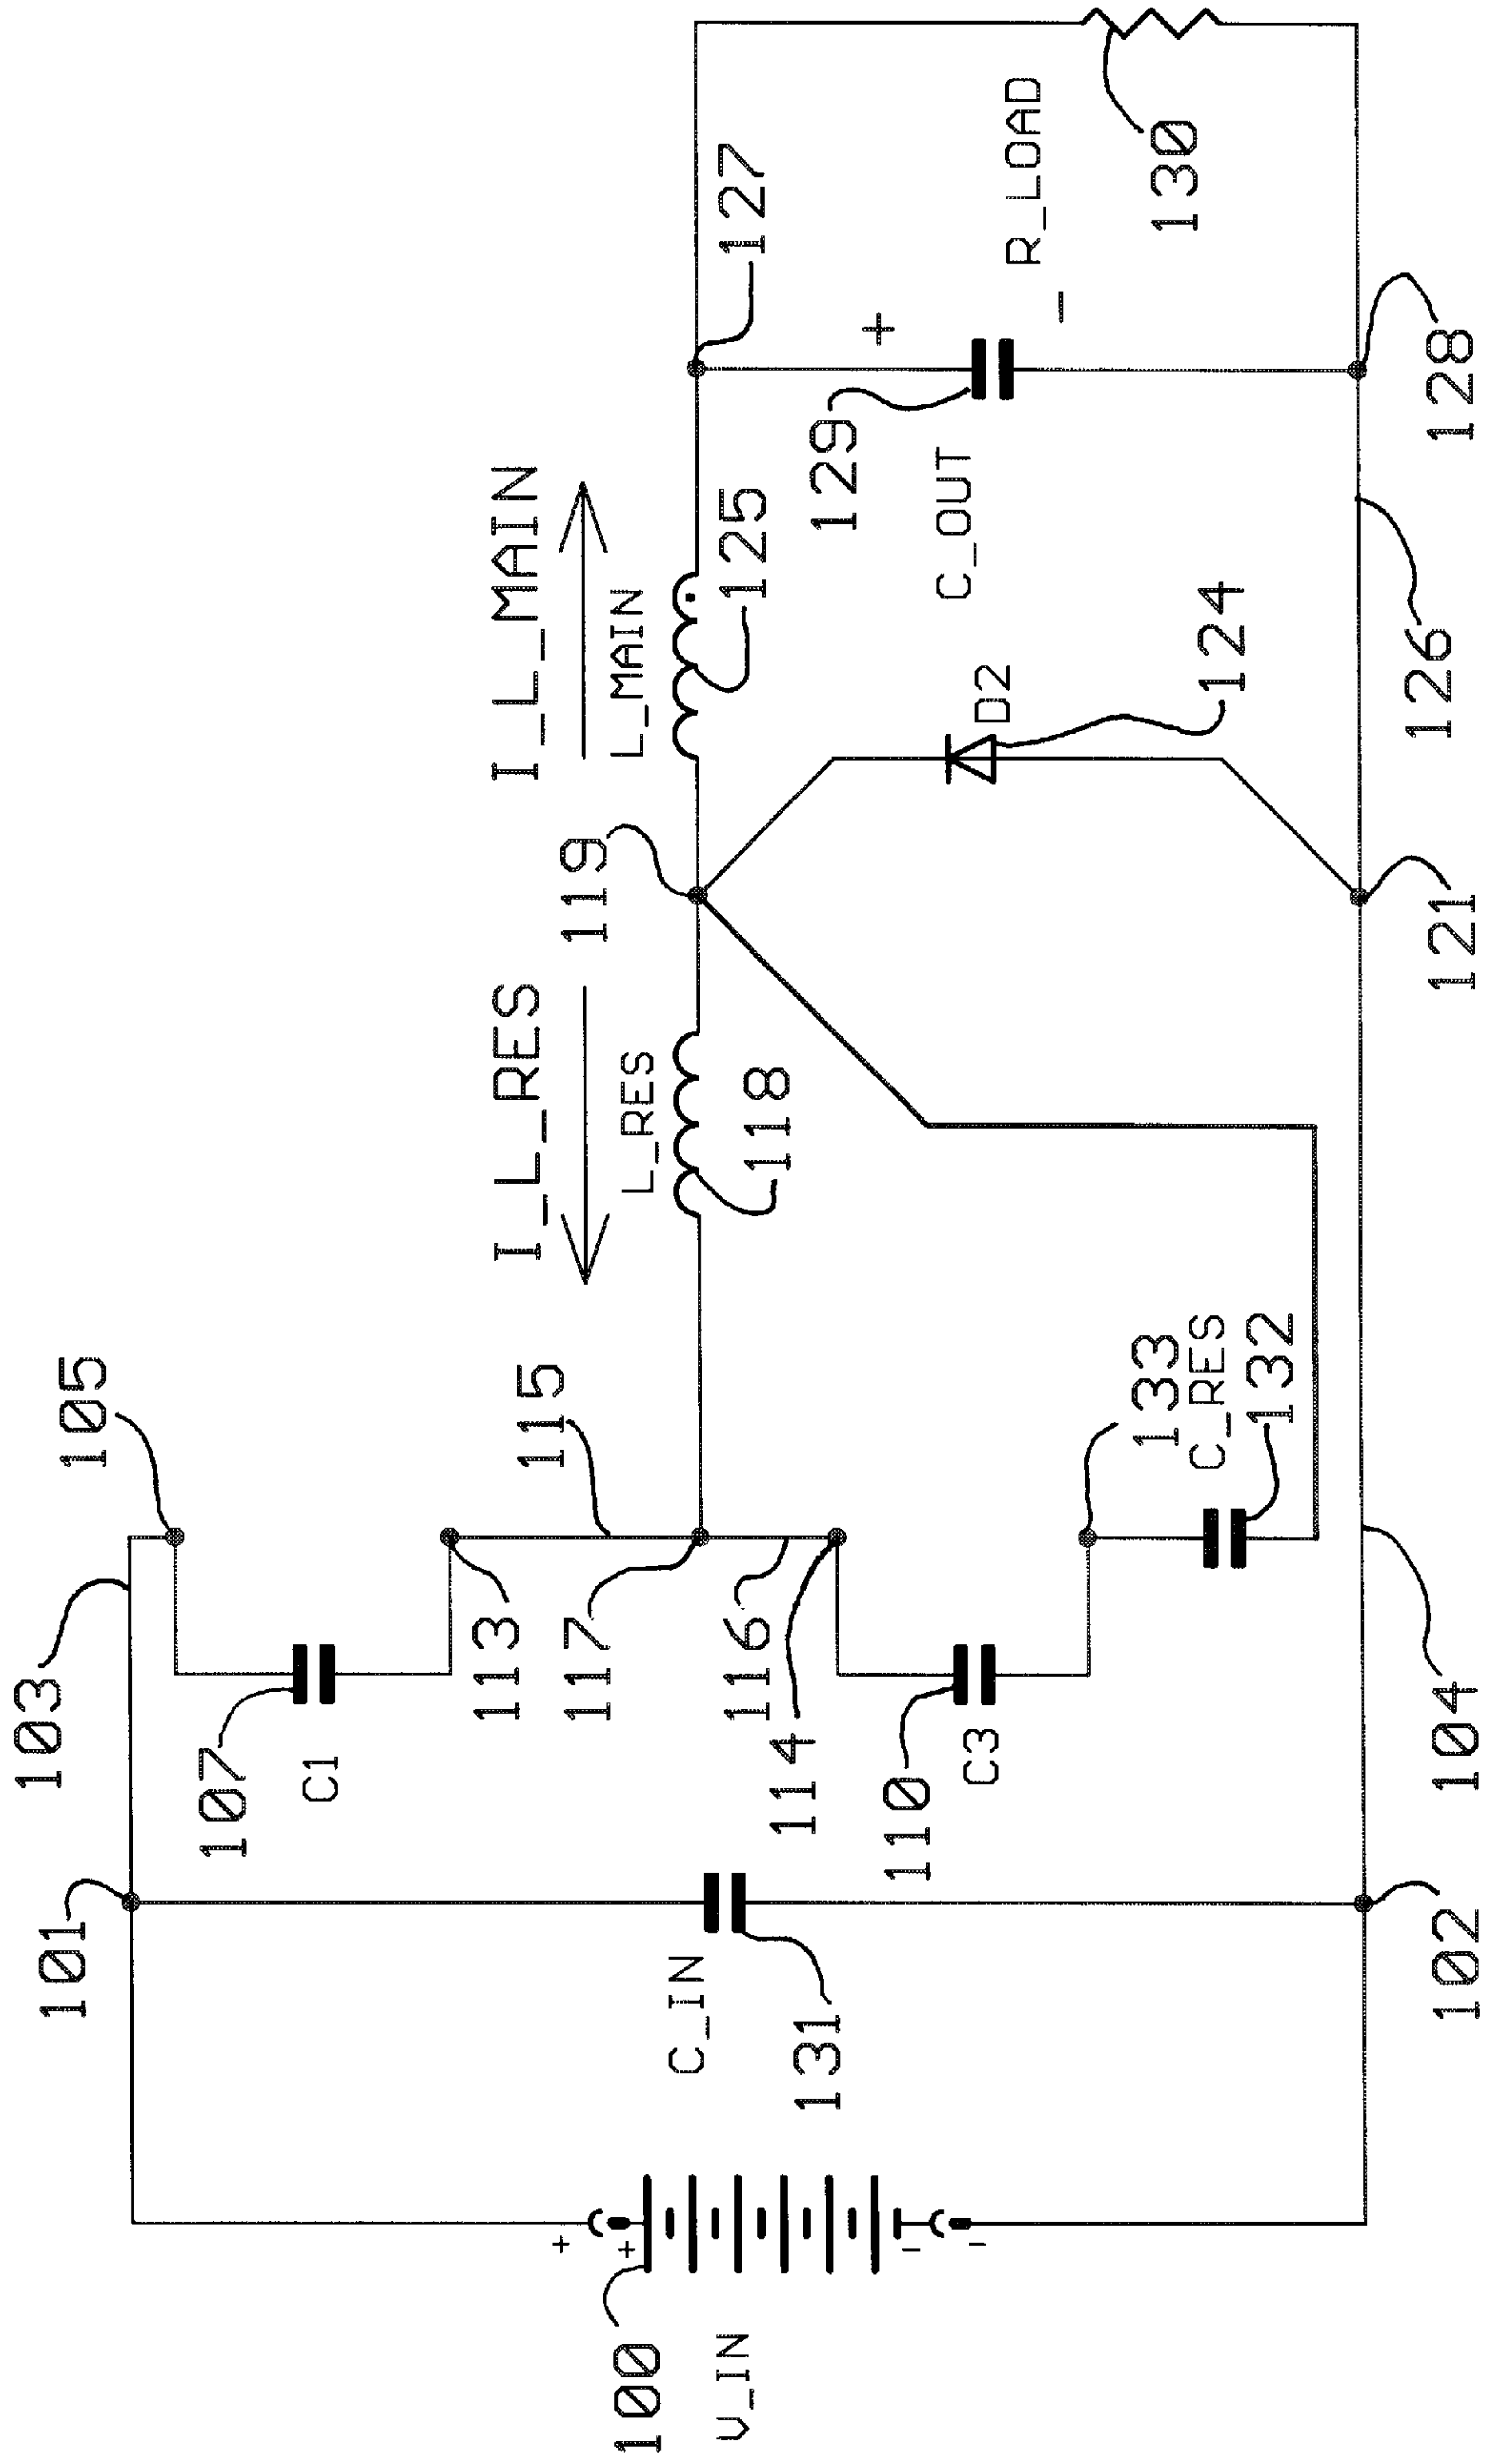 103
105
101
107
C1
113
115
117
116
114
110
C3
133
C_RES
132
104
102
C_IN
131
+
+
-
-
100
V_IN
I_L_RES
L_RES
118
119
I_L_MAIN
L_MAIN
125
127
D2
124
121
126
128
129
C_OUT
+
-
R_LOAD
130